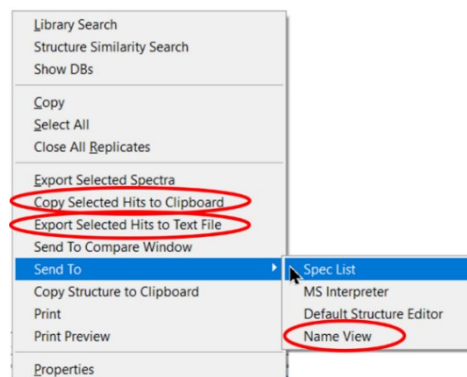 Library Search
Structure Similarity Search
Show DBs
Copy
Select All
Close All Replicates
Export Selected Spectra
Copy Selected Hits to Clipboard
Export Selected Hits to Text File
Send To Compare Window
Send To
Copy Structure to Clipboard
Print
Print Preview
Properties
Spec List
MS Interpreter
Default Structure Editor
Name View